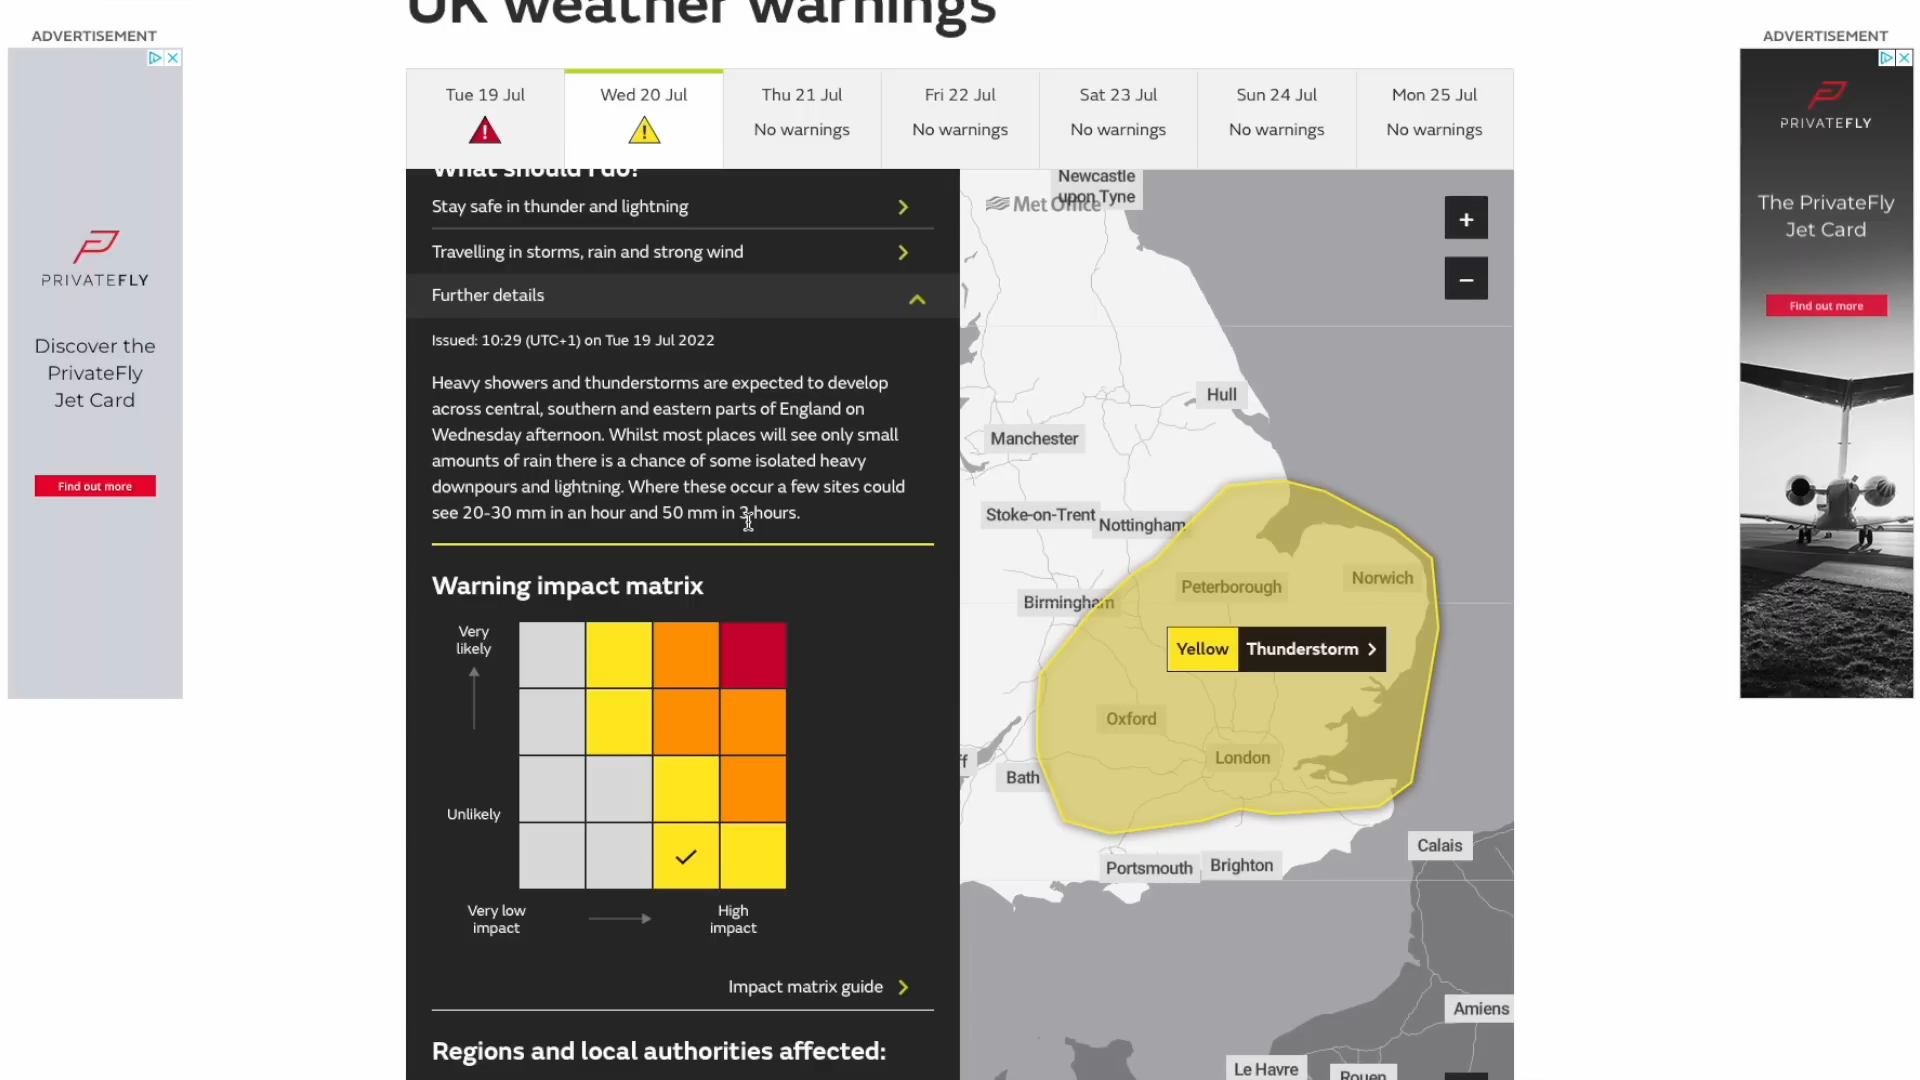 UK weather warnings
ADVERTISEMENT
PRIVATEFLY
Discover the
PrivateFly
Jet Card
Find out more
Tue 19 Jul
Wed 20 Jul
Thu 21 Jul
No warnings
Fri 22 Jul
No warnings
Sat 23 Jul
No warnings
Sun 24 Jul
No warnings
Mon 25 Jul
No warnings
What should I do?
Stay safe in thunder and lightning
Travelling in storms, rain and strong wind
Further details
Issued: 10:29 (UTC+1) on Tue 19 Jul 2022
Heavy showers and thunderstorms are expected to develop
across central, southern and eastern parts of England on
Wednesday afternoon. Whilst most places will see only small
amounts of rain there is a chance of some isolated heavy
downpours and lightning. Where these occur a few sites could
see 20-30 mm in an hour and 50 mm in 3 hours.
Warning impact matrix
Very
likely
Unlikely
Very low
impact
High
impact
Impact matrix guide
Regions and local authorities affected:
Newcastle
upon Tyne
Met Office
+
−
Hull
Manchester
Stoke-on-Trent
Nottingham
Birmingham
Peterborough
Norwich
Yellow Thunderstorm
Oxford
London
ff
Bath
Portsmouth
Brighton
Calais
Amiens
Le Havre
Rouen
ADVERTISEMENT
PRIVATEFLY
The PrivateFly
Jet Card
Find out more